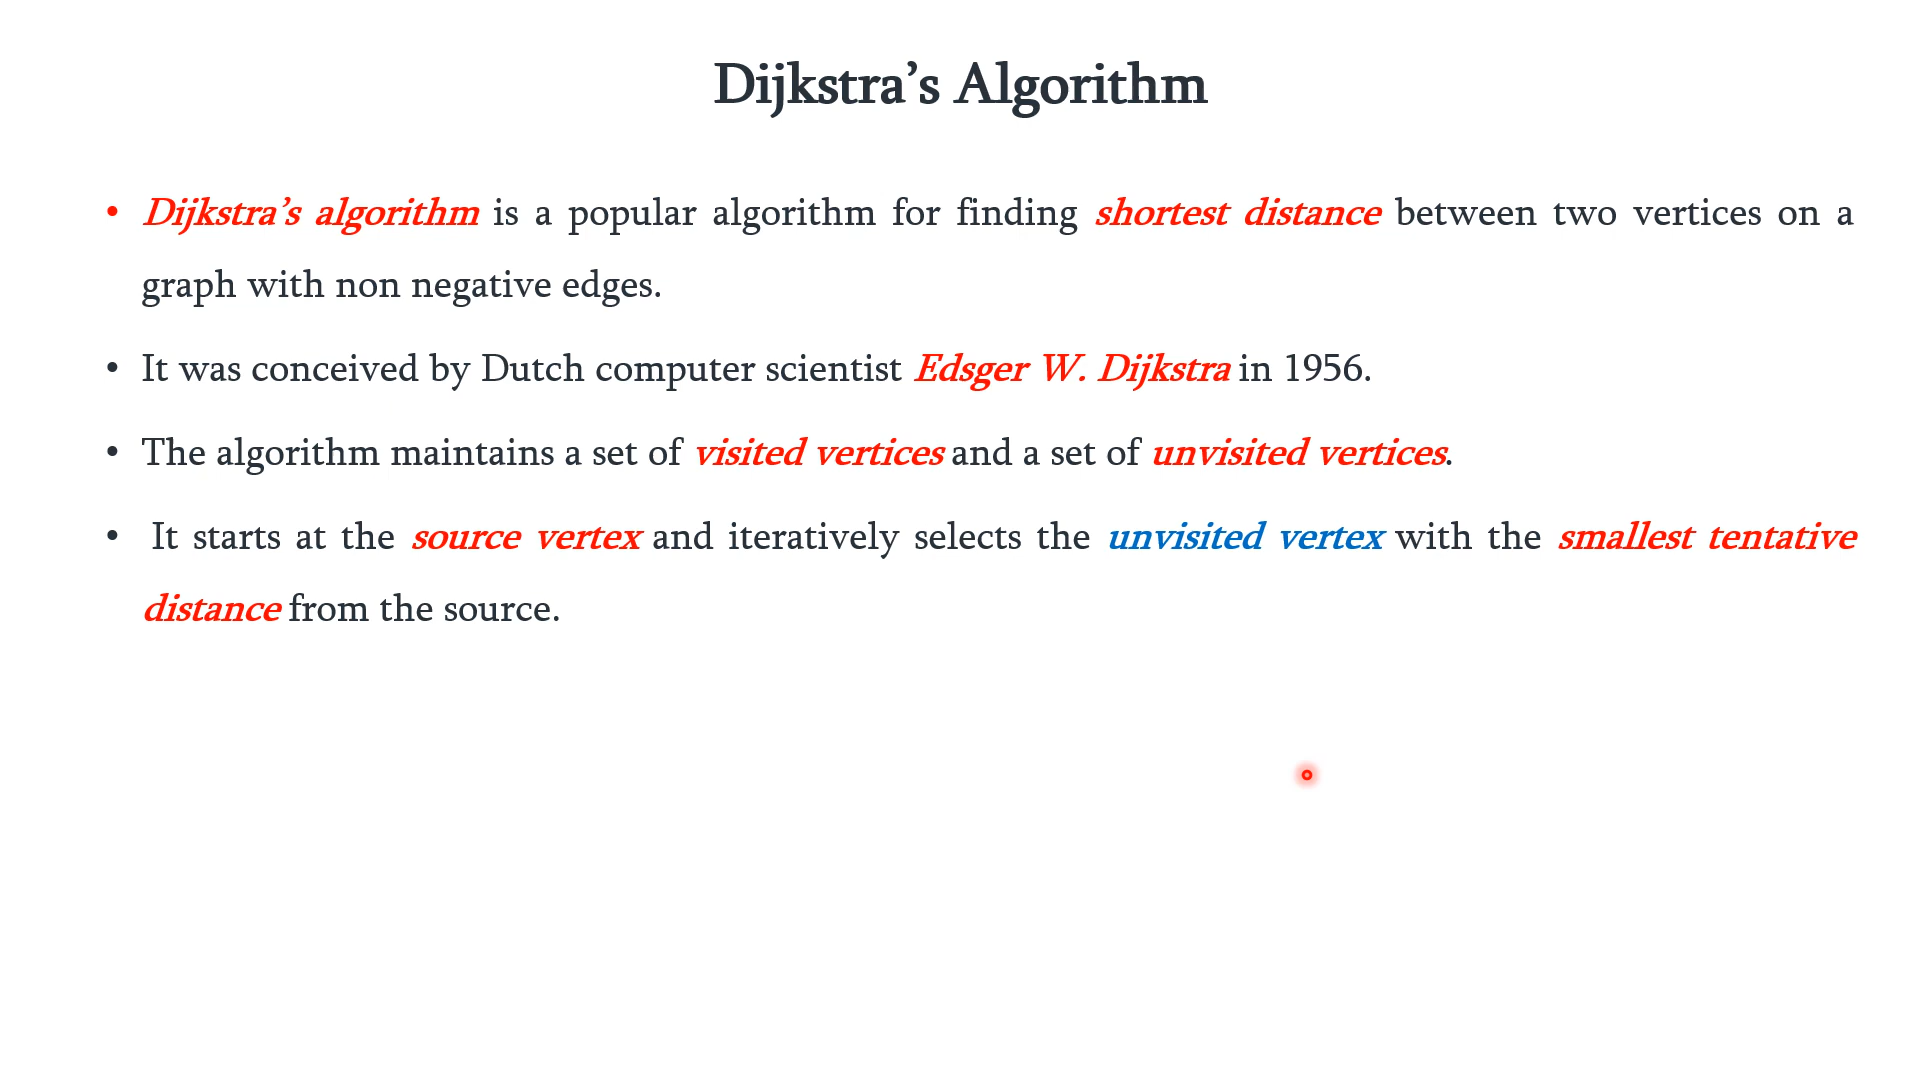 Dijkstra’s Algorithm
• Dijkstra’s algorithm is a popular algorithm for finding shortest distance between two vertices on a
graph with non negative edges.
• It was conceived by Dutch computer scientist Edsger W. Dijkstra in 1956.
• The algorithm maintains a set of visited vertices and a set of unvisited vertices.
• It starts at the source vertex and iteratively selects the unvisited vertex with the smallest tentative
distance from the source.